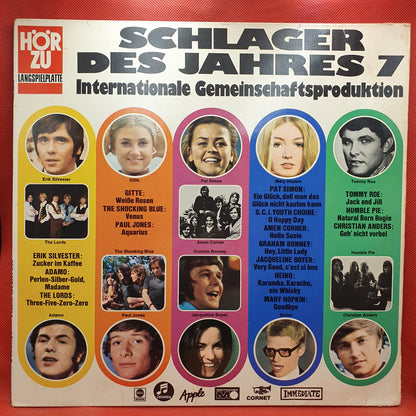 HÖR
ZU
LANGSPIELPLATTE
SCHLAGER
DES JAHRES 7
Internationale Gemeinschaftsproduktion
Erik Silvester
Gitte
Pat Simon
Mary Hopkin
Tommy Roe
GITTE:
Weiße Rosen
THE SHOCKING BLUE:
Venus
PAUL JONES:
Aquarius
PAT SIMON:
Ein Glück, daß man das
Glück nicht kaufen kann
S.C.I. YOUTH CHOIRE:
O Happy Day
AMEN CORNER:
Hello Susie
GRAHAM BONNEY:
Hey, Little Lady
JACQUELINE BOYER:
Very Good, c'est si bon
HEINO:
Karamba, Karacho,
ein Whisky
MARY HOPKIN:
Goodbye
TOMMY ROE:
Jack and Jill
HUMBLE PIE:
Natural Born Bugie
CHRISTIAN ANDERS:
Geh' nicht vorbei
The Lords
Amen Corner
The Shocking Blue
Graham Bonney
Humble Pie
ERIK SILVESTER:
Zucker im Kaffee
ADAMO:
Perlen-Silber-Gold,
Madame
THE LORDS:
Three-Five-Zero-Zero
Adamo
Paul Jones
Jacqueline Boyer
Heino
Christian Anders
Columbia
Apple
CORNET
IMMEDIATE